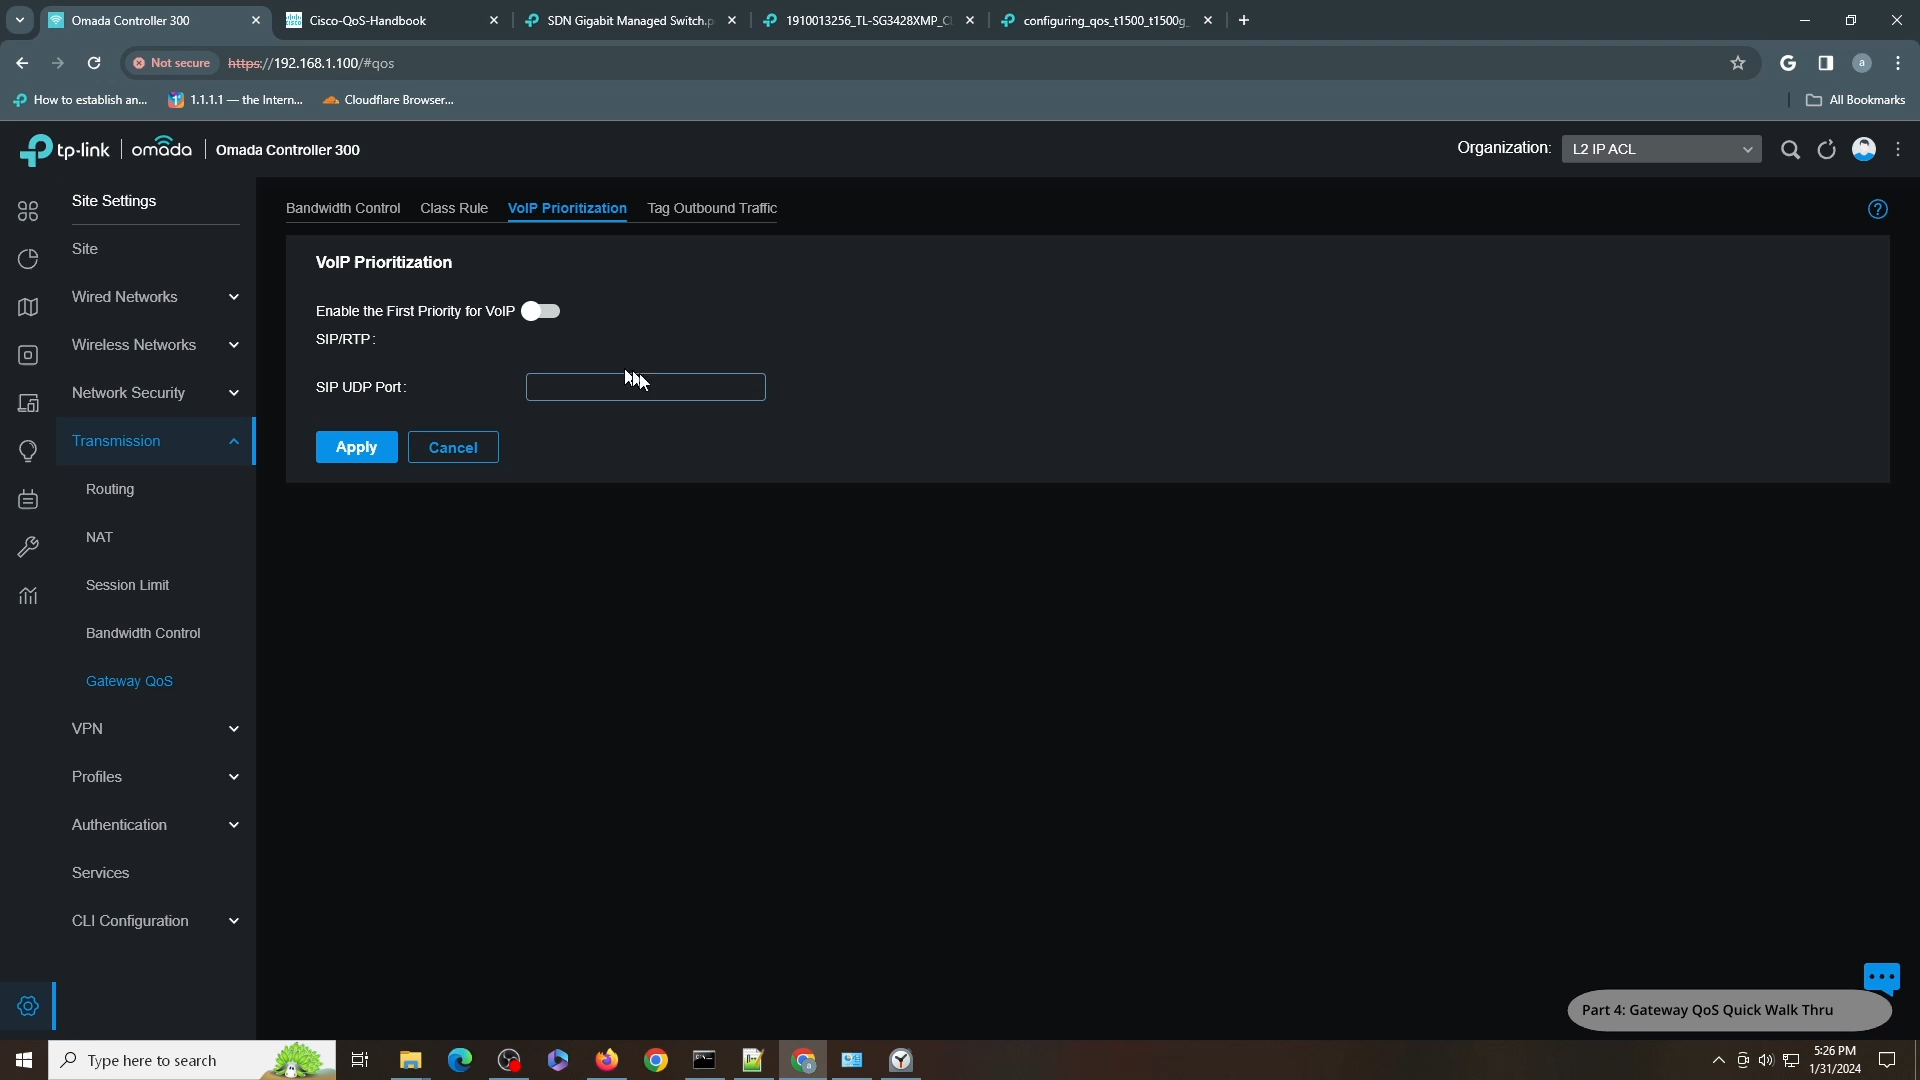 Omada Controller 300
Cisco-QoS-Handbook
SDN Gigabit Managed Switch.p
1910013256_TL-SG3428XMP_C
configuring_qos_t1500_t1500g_
Not secure
https://192.168.1.100/#qos
a
How to establish an...
1.1.1.1 — the Intern...
Cloudflare Browser...
All Bookmarks
tp-link
omada
Omada Controller 300
Organization:
L2 IP ACL
Site Settings
Site
Wired Networks
Wireless Networks
Network Security
Transmission
Routing
NAT
Session Limit
Bandwidth Control
Gateway QoS
VPN
Profiles
Authentication
Services
CLI Configuration
Bandwidth Control
Class Rule
VoIP Prioritization
Tag Outbound Traffic
VoIP Prioritization
Enable the First Priority for VoIP
SIP/RTP:
SIP UDP Port:
Apply
Cancel
Part 4: Gateway QoS Quick Walk Thru
Type here to search
5:26 PM
1/31/2024